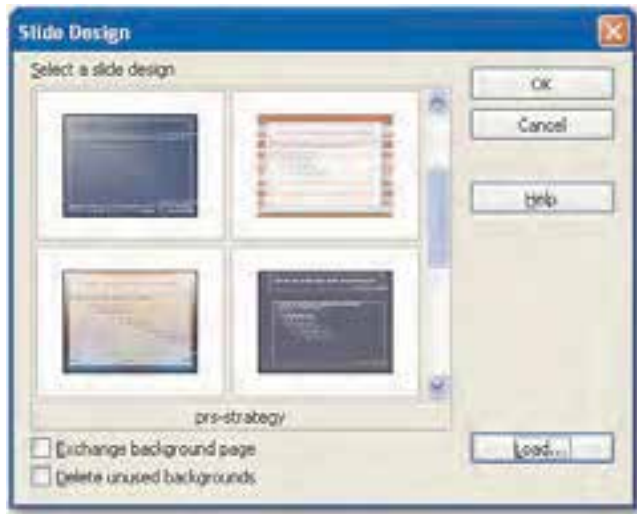 Slide Design
Select a slide design
OK
Cancel
Help
prs-strategy
Exchange background page
Delete unused backgrounds
Load...